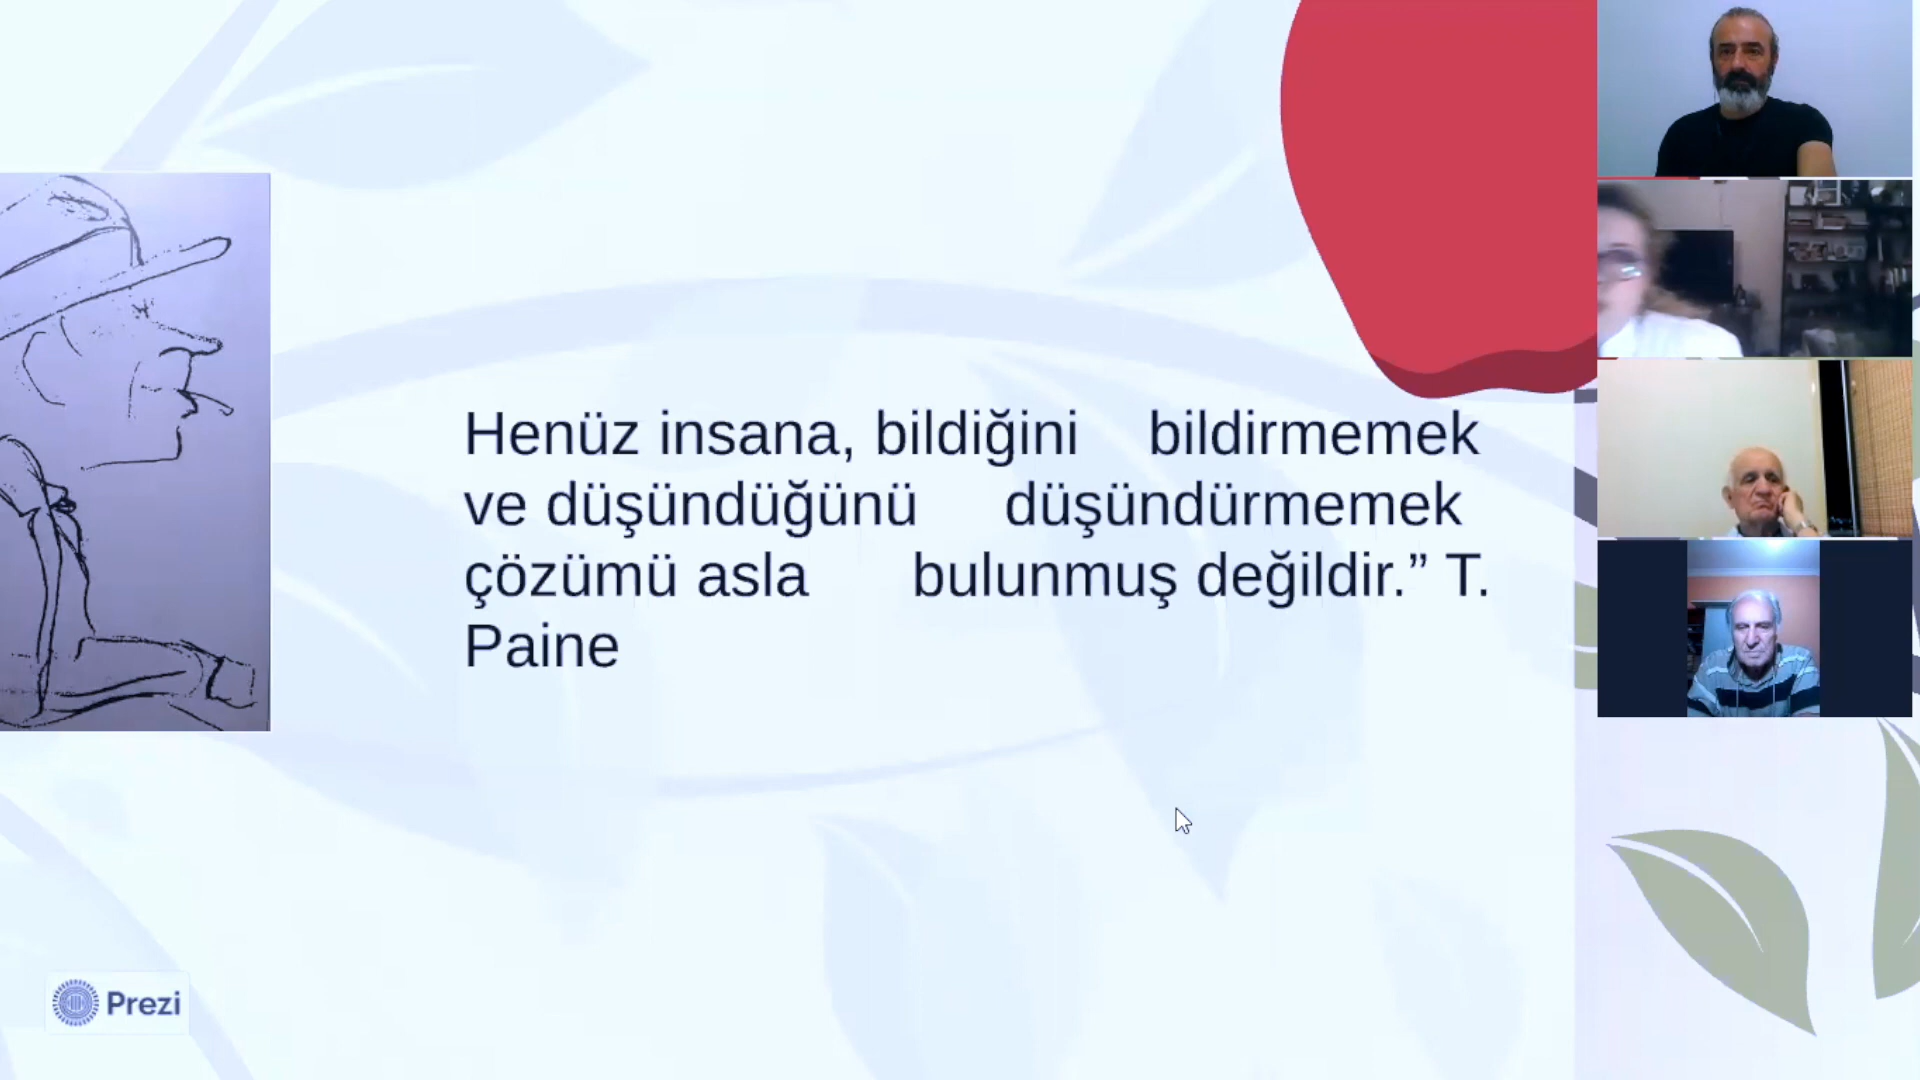 Henüz insana, bildiğini bildirmemek
ve düşündüğünü düşündürmemek
çözümü asla bulunmuş değildir.” T.
Paine
Prezi